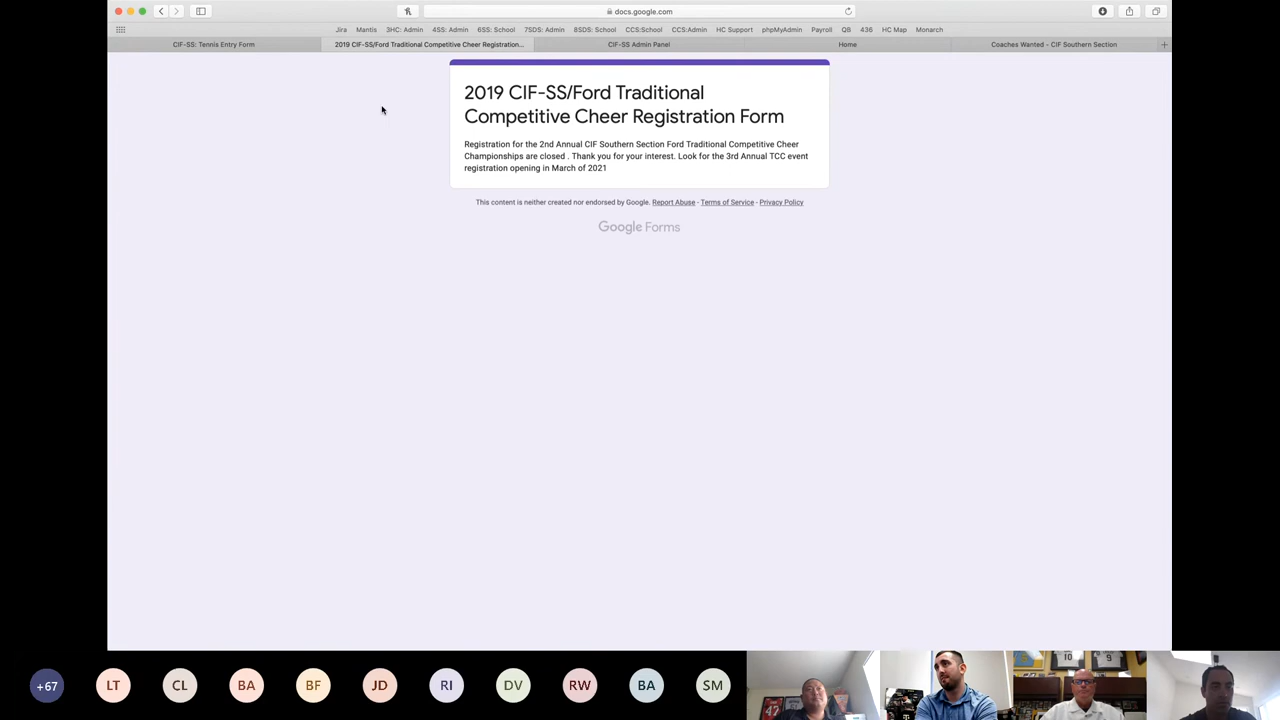 docs.google.com
Jira Mantis 3HC: Admin 4SS: Admin 6SS: School 7SDS: Admin 8SDS: School CCS:School CCS:Admin HC Support phpMyAdmin Payroll QB 436 HC Map Monarch
CIF-SS: Tennis Entry Form 2019 CIF-SS/Ford Traditional Competitive Cheer Registration... CIF-SS Admin Panel Home Coaches Wanted - CIF Southern Section
2019 CIF-SS/Ford Traditional
Competitive Cheer Registration Form
Registration for the 2nd Annual CIF Southern Section Ford Traditional Competitive Cheer
Championships are closed . Thank you for your interest. Look for the 3rd Annual TCC event
registration opening in March of 2021
This content is neither created nor endorsed by Google. Report Abuse - Terms of Service - Privacy Policy
Google Forms
+67 LT CL BA BF JD RI DV RW BA SM
10 9